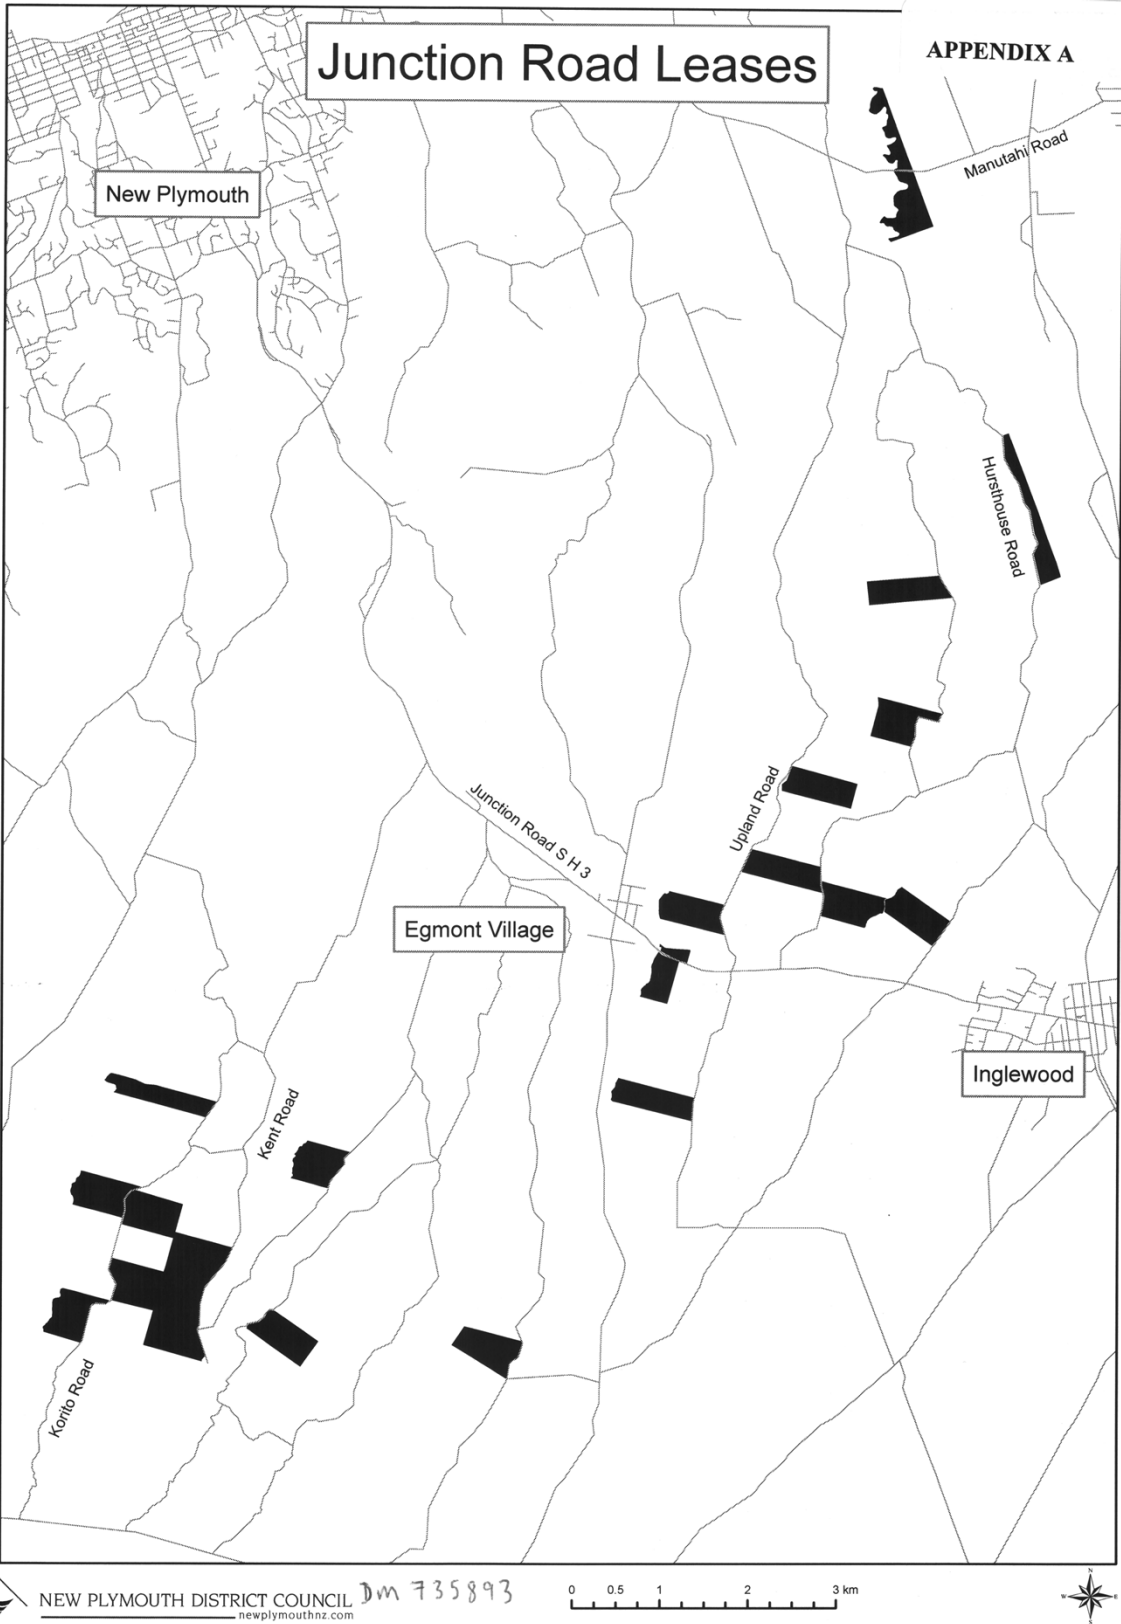 Junction Road Leases
APPENDIX A
Manutahi Road
New Plymouth
Hursthouse Road
Upland Road
Junction Road S H 3
Egmont Village
Inglewood
Kent Road
Korito Road
NEW PLYMOUTH DISTRICT COUNCIL
newplymouthnz.com
DM 735893
0 0.5 1 2 3 km
N
W E
S